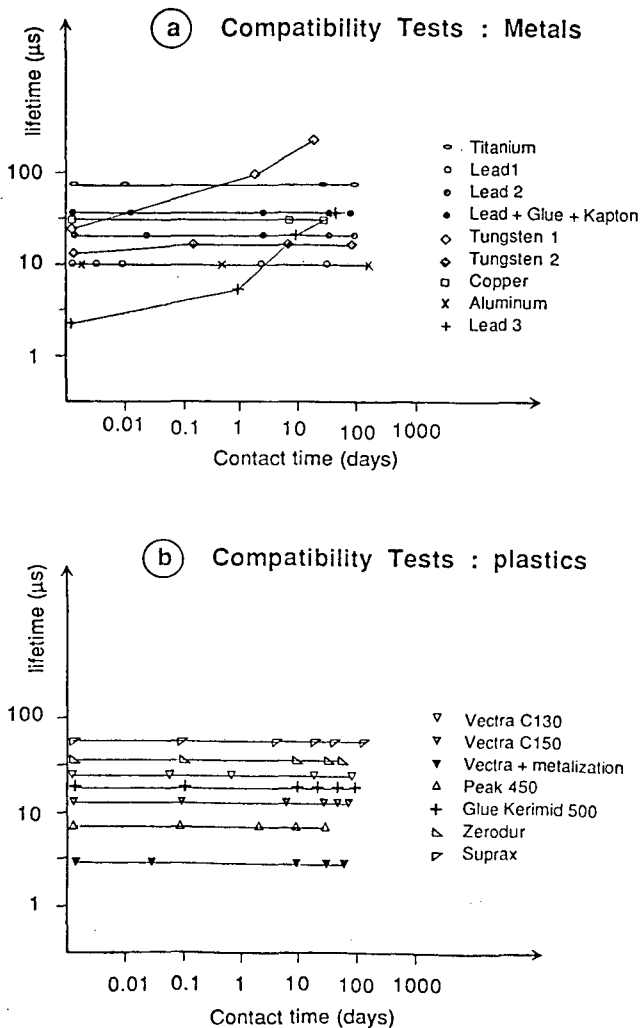 a Compatibility Tests : Metals
lifetime (µs)
100
10
1
0.01 0.1 1 10 100 1000
Contact time (days)
Titanium
Lead1
Lead 2
Lead + Glue + Kapton
Tungsten 1
Tungsten 2
Copper
Aluminum
Lead 3
b Compatibility Tests : plastics
lifetime (µs)
100
10
1
0.01 0.1 1 10 100 1000
Contact time (days)
Vectra C130
Vectra C150
Vectra + metalization
Peak 450
Glue Kerimid 500
Zerodur
Suprax